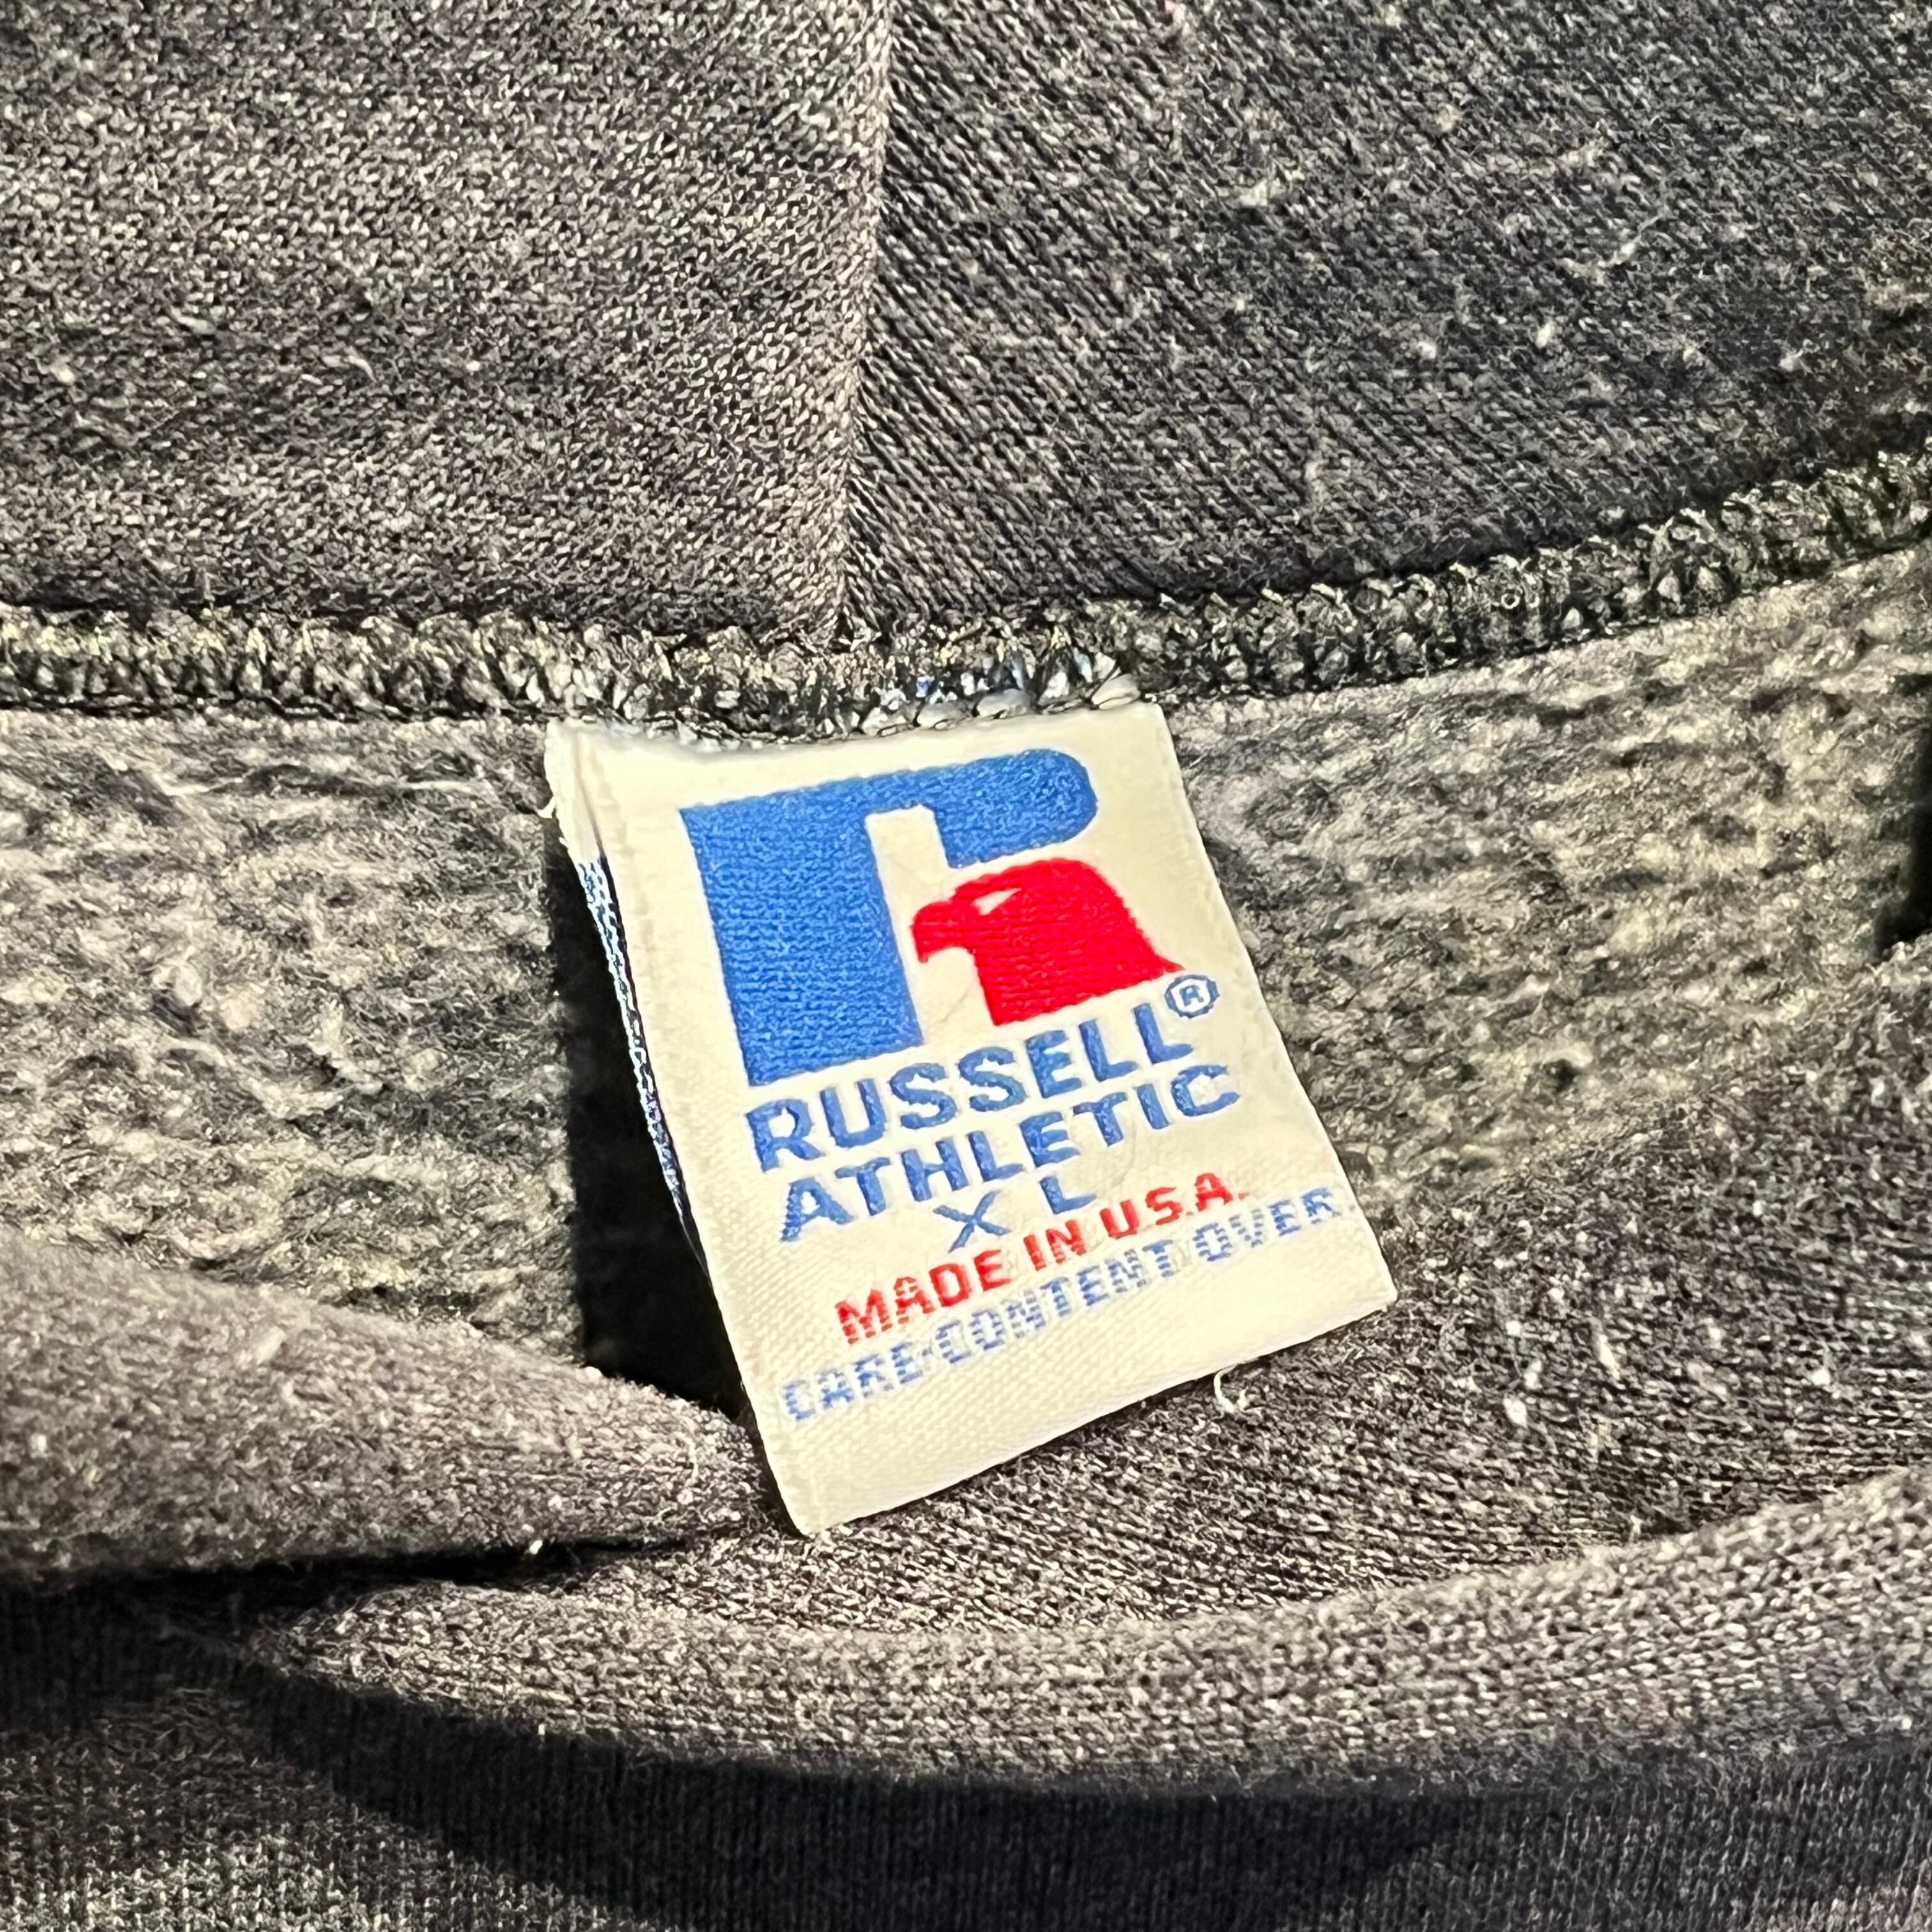 RUSSELL®
ATHLETIC
X L
MADE IN U.S.A.
CARE·CONTENT OVER